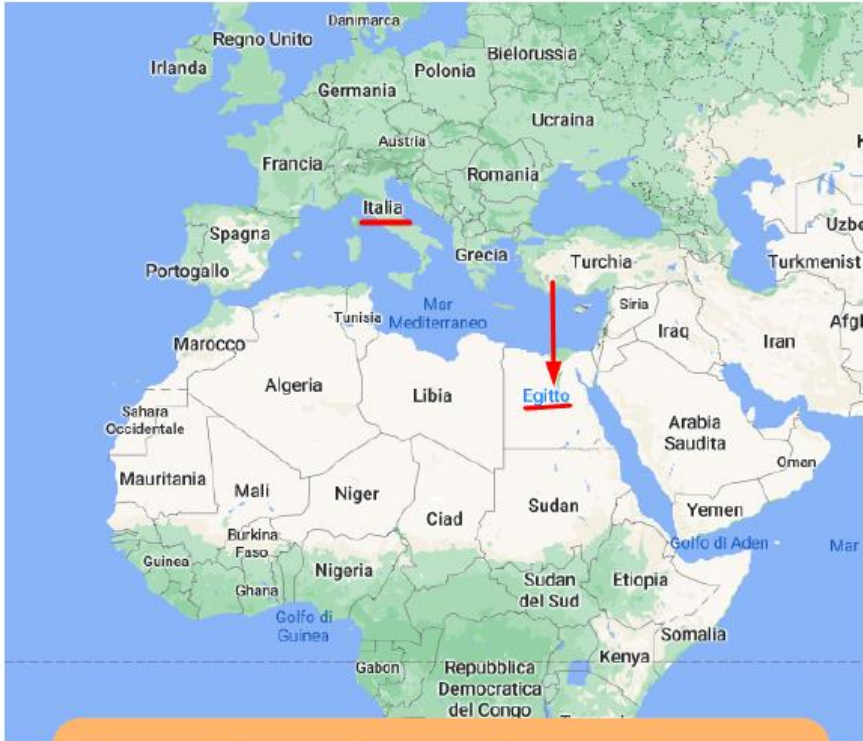 Danimarca
Regno Unito
Irlanda
Bielorussia
Polonia
Germania
Ucraina
Austria
Francia
Romania
Italia
Spagna
Grecia
Turchia
Portogallo
Uzbe
Turkmenist
Mar
Mediterraneo
Tunisia
Siria
Afgl
Marocco
Iraq
Iran
Algeria
Libia
Egitto
Sahara
Occidentale
Arabia
Saudita
Oman
Mauritania
Mali
Niger
Ciad
Sudan
Yemen
Burkina
Faso
Golfo di Aden
Mar
Guinea
Nigeria
Ghana
Sudan
del Sud
Etiopia
Golfo di
Guinea
Somalia
Kenya
Gabon
Repubblica
Democratica
del Congo